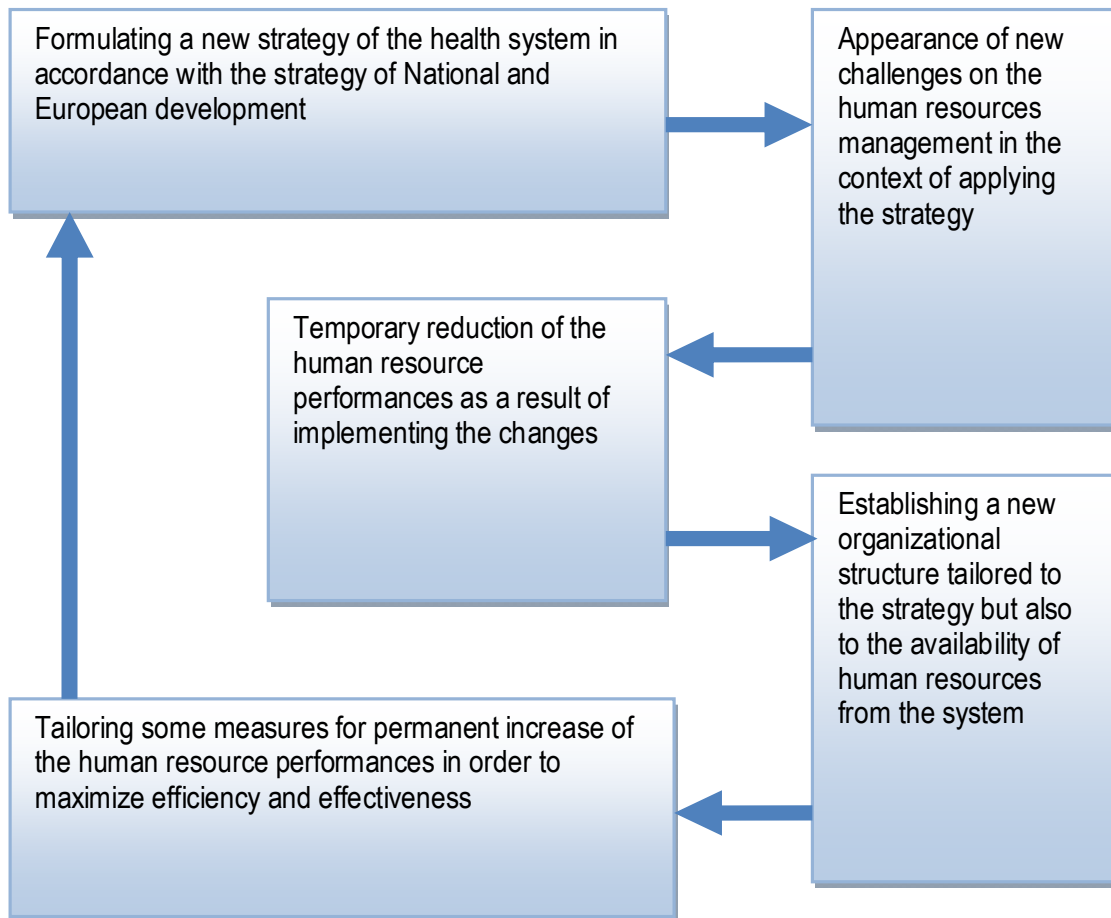 Formulating a new strategy of the health system in
accordance with the strategy of National and
European development
Appearance of new
challenges on the
human resources
management in the
context of applying
the strategy
Temporary reduction of the
human resource
performances as a result of
implementing the changes
Establishing a new
organizational
structure tailored to
the strategy but also
to the availability of
human resources
from the system
Tailoring some measures for permanent increase of
the human resource performances in order to
maximize efficiency and effectiveness